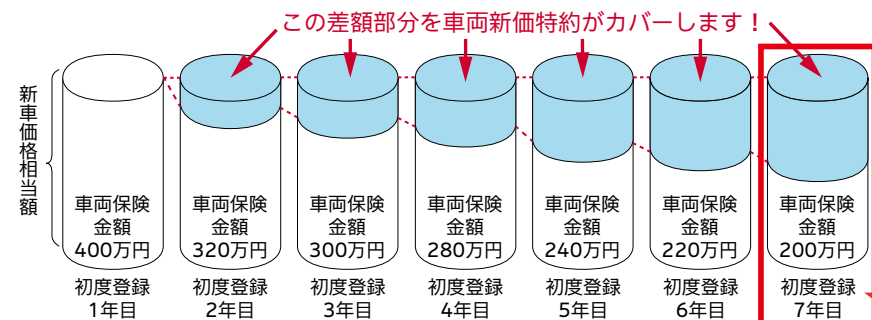 この差額部分を車両新価特約がカバーします！
新車価格相当額
車両保険
金額
400万円
初度登録
1年目
車両保険
金額
320万円
初度登録
2年目
車両保険
金額
300万円
初度登録
3年目
車両保険
金額
280万円
初度登録
4年目
車両保険
金額
240万円
初度登録
5年目
車両保険
金額
220万円
初度登録
6年目
車両保険
金額
200万円
初度登録
7年目